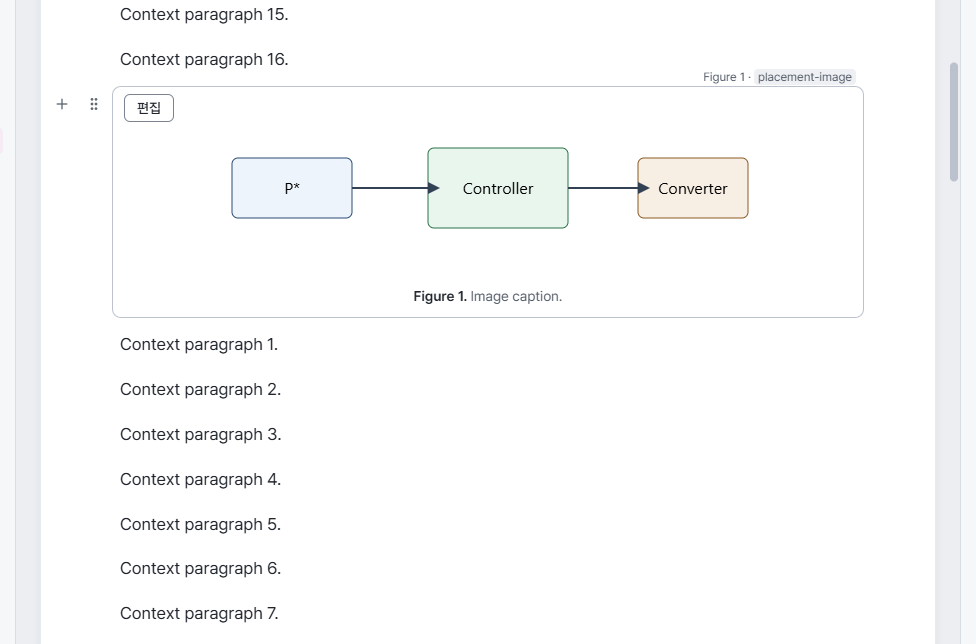 Context paragraph 15.
Context paragraph 16.
Figure 1 · placement-image
편집
P*
Controller
Converter
Figure 1. Image caption.
Context paragraph 1.
Context paragraph 2.
Context paragraph 3.
Context paragraph 4.
Context paragraph 5.
Context paragraph 6.
Context paragraph 7.